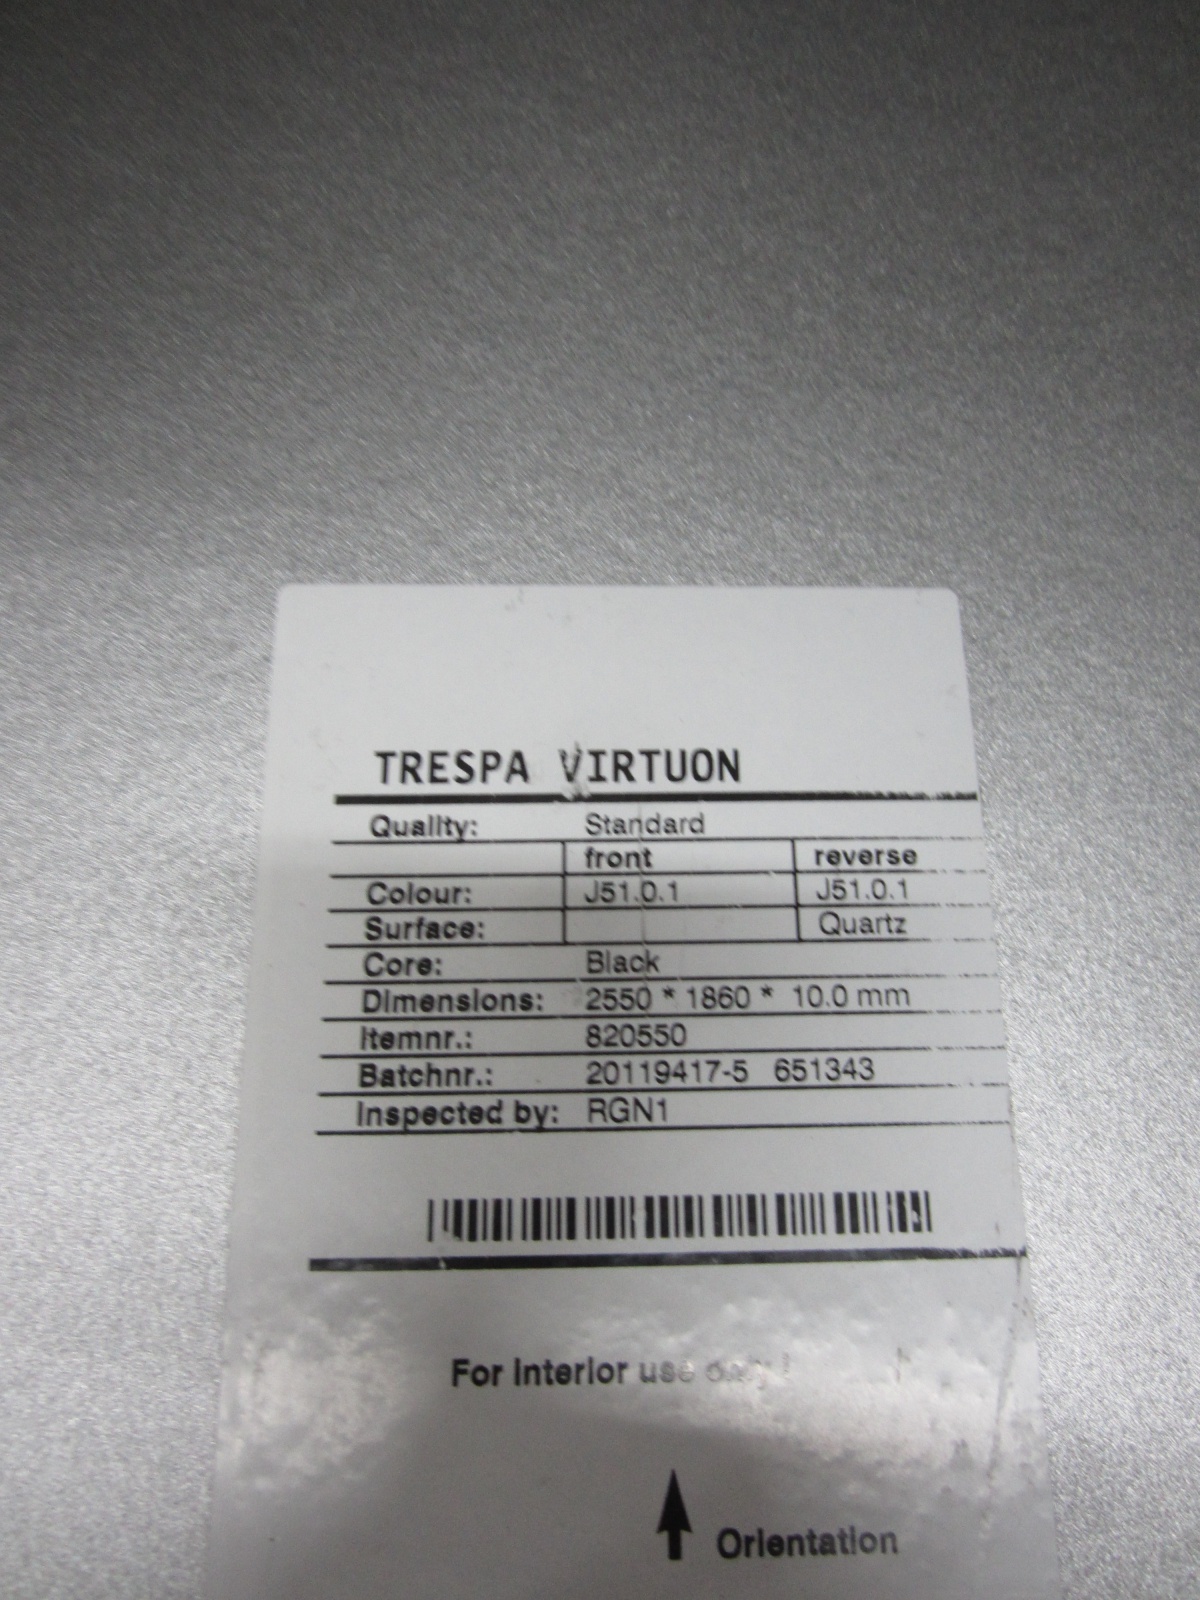 TRESPA VIRTUON
Quality: Standard
front reverse
Colour: J51.0.1 J51.0.1
Surface: Quartz
Core: Black
Dimensions: 2550 * 1860 * 10.0 mm
Itemnr.: 820550
Batchnr.: 20119417-5 651343
Inspected by: RGN1
For interior use only!
Orientation